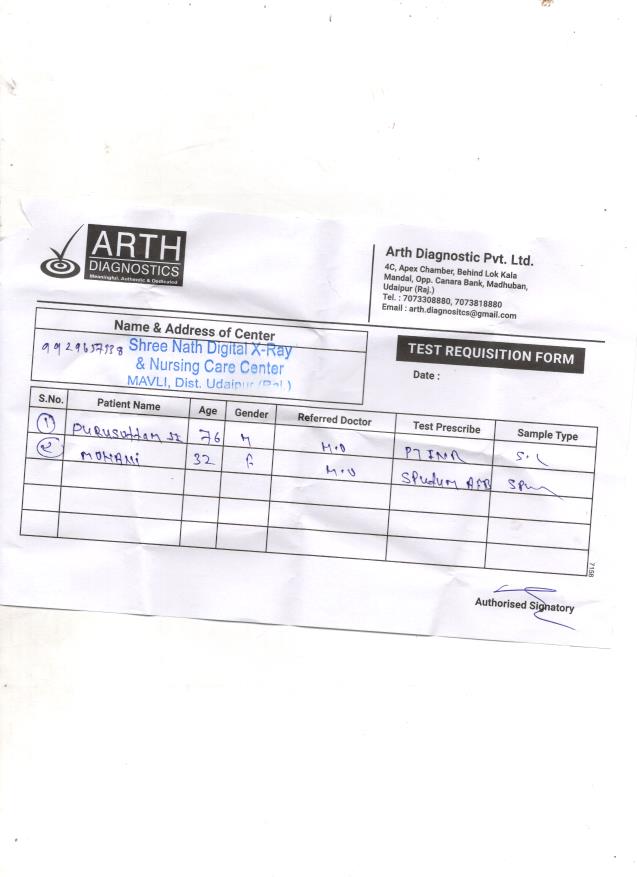 ARTH
DIAGNOSTICS
Meaningful, Authentic & Dedicated
Arth Diagnostic Pvt. Ltd.
4C, Apex Chamber, Behind Lok Kala
Mandal, Opp. Canara Bank, Madhuban,
Udaipur (Raj.)
Tel. : 7073308880, 7073818880
Email : arth.diagnositcs@gmail.com
Name & Address of Center
Shree Nath Digital X-Ray
& Nursing Care Center
MAVLI, Dist. Udaipur (Raj.)
TEST REQUISITION FORM
Date :
S.No. Patient Name Age Gender Referred Doctor Test Prescribe Sample Type
1 Purusottam 76 M M.D PTINR
2 MOHANI 32 F M.D Sputum AFB
7158
Authorised Signatory